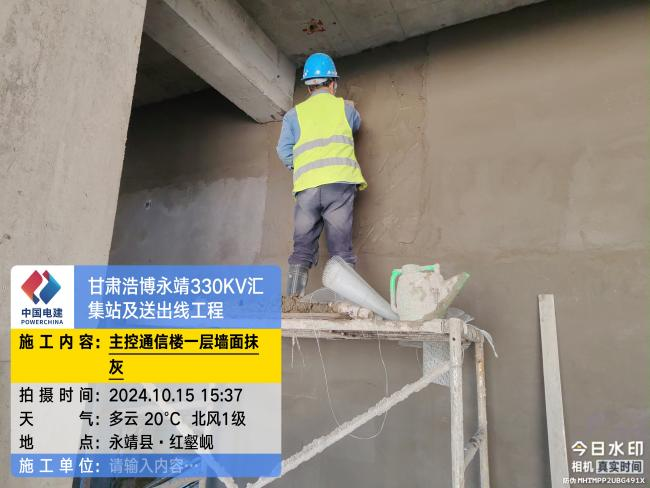 甘肃浩博永靖330KV汇
集站及送出线工程
中国电建
POWERCHINA
施工内容：主控通信楼一层墙面抹
灰
拍摄时间：2024.10.15 15:37
天气：多云 20°C 北风1级
地点：永靖县·红壑岘
施工单位：请输入内容…
今日水印
相机 真实时间
防伪 MHTMPP2UBG491X